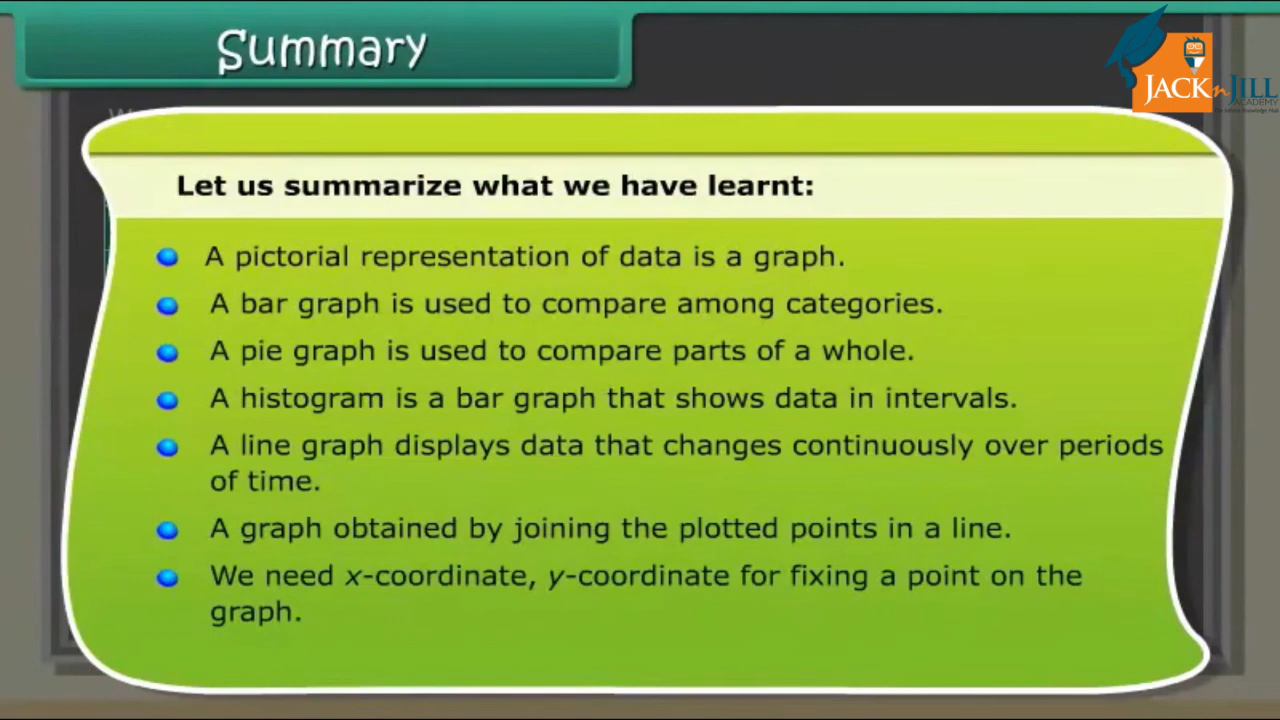 Summary
JACK n JILL
ACADEMY
Let us summarize what we have learnt:
A pictorial representation of data is a graph.
A bar graph is used to compare among categories.
A pie graph is used to compare parts of a whole.
A histogram is a bar graph that shows data in intervals.
A line graph displays data that changes continuously over periods
of time.
A graph obtained by joining the plotted points in a line.
We need x-coordinate, y-coordinate for fixing a point on the
graph.